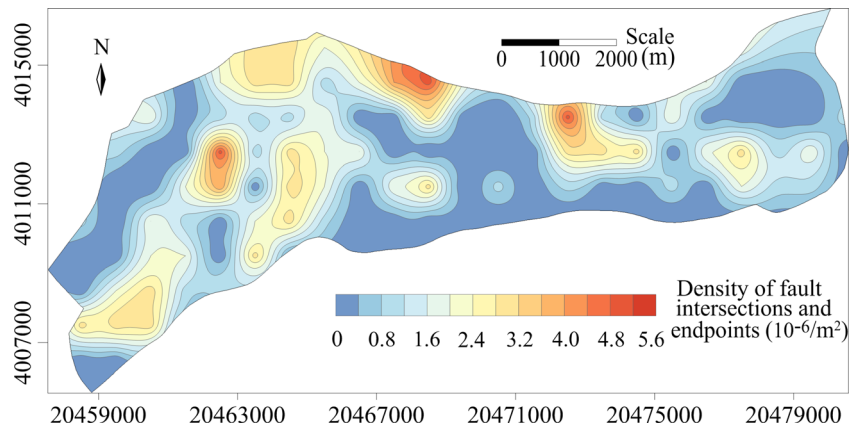 N
Scale
0 1000 2000 (m)
4015000
4011000
4007000
Density of fault
intersections and
endpoints (10⁻⁶/m²)
0 0.8 1.6 2.4 3.2 4.0 4.8 5.6
20459000 20463000 20467000 20471000 20475000 20479000